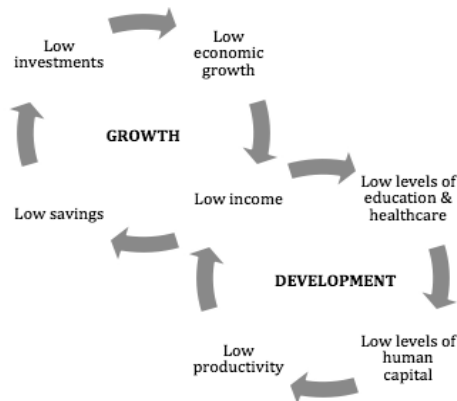 Low
investments
Low
economic
growth
GROWTH
Low income
Low savings
Low levels of
education &
healthcare
DEVELOPMENT
Low
productivity
Low levels of
human
capital